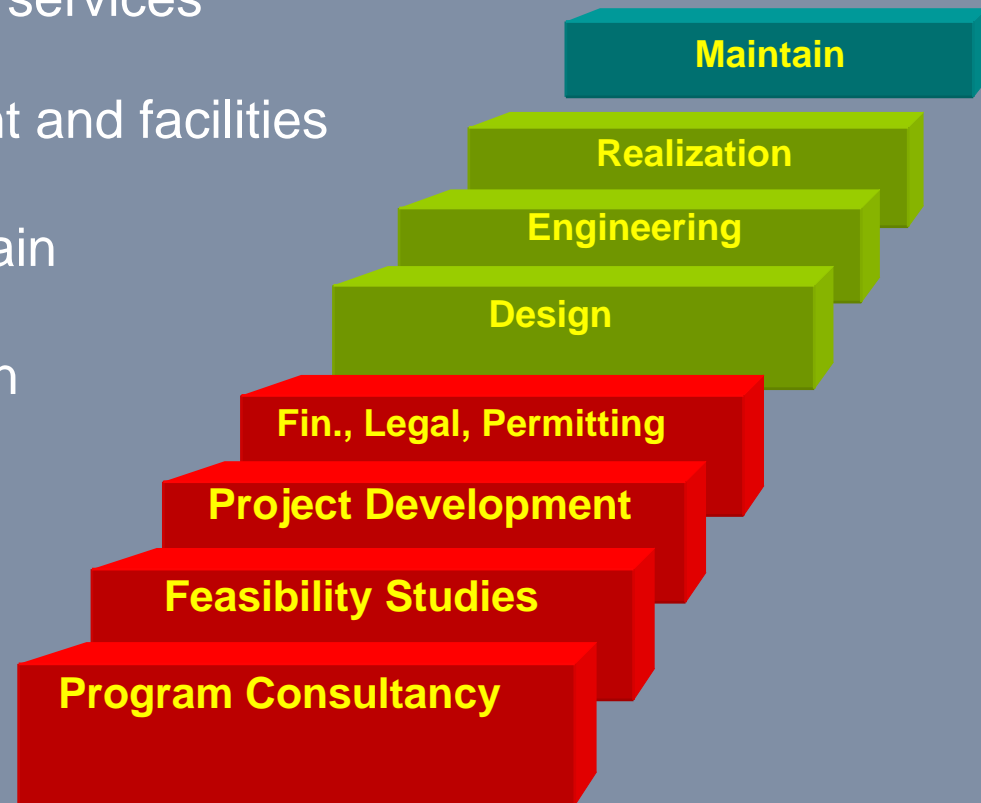 services
Maintain
and facilities
Realization
Engineering
Design
Fin., Legal, Permitting
Project Development
Feasibility Studies
Program Consultancy